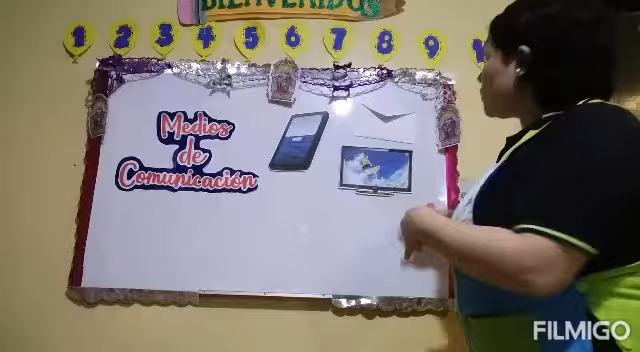 BIENVENIDOS
1 2 3 4 5 6 7 8 9
Medios
de
Comunicación
FILMIGO